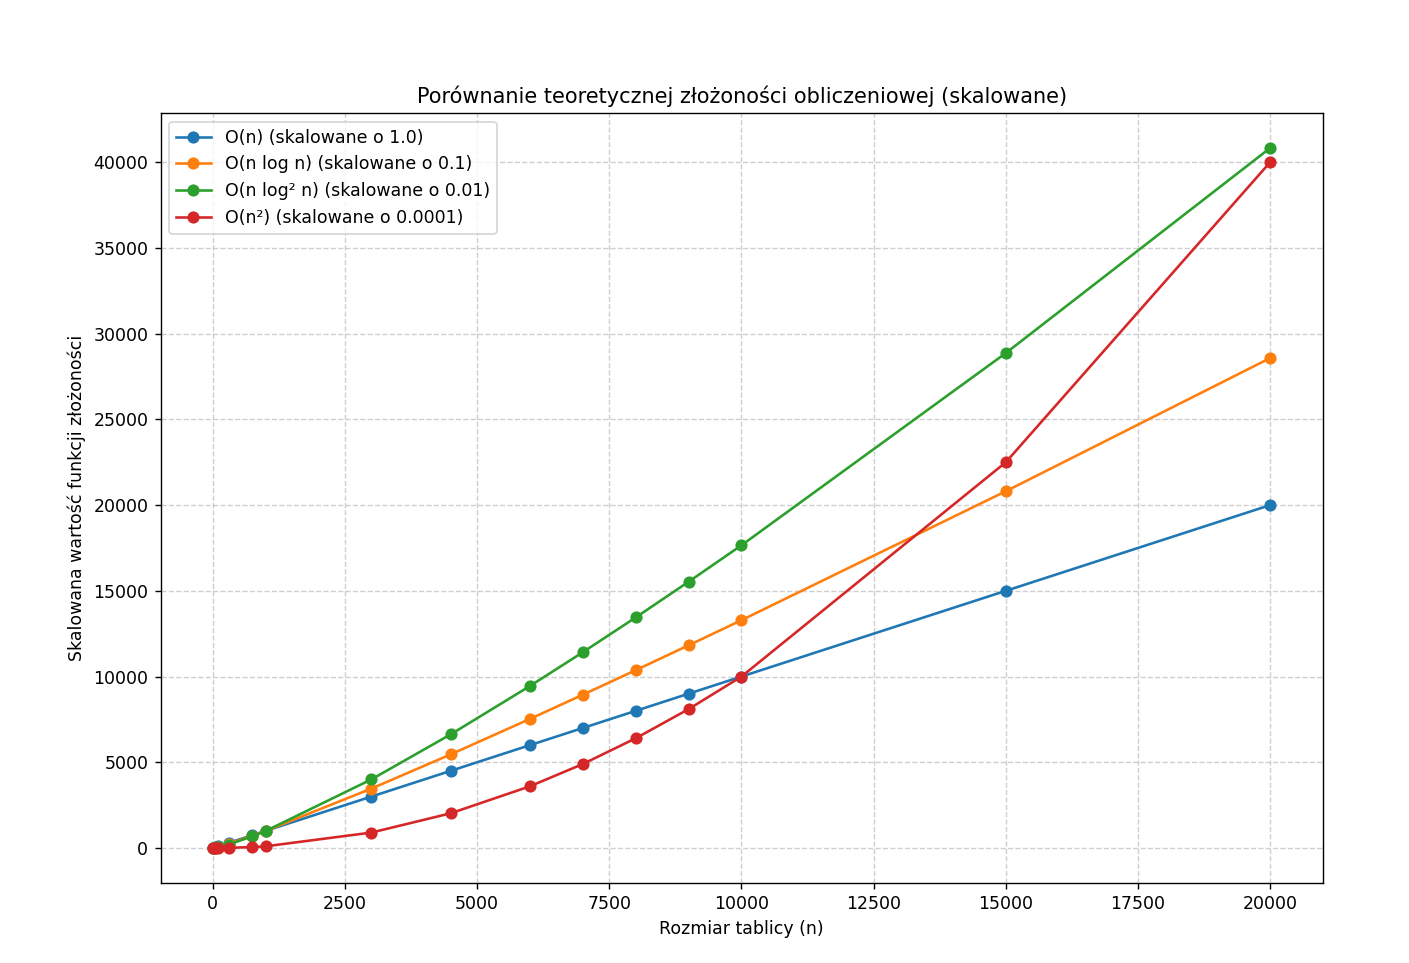 Porównanie teoretycznej złożoności obliczeniowej (skalowane)
O(n) (skalowane o 1.0)
O(n log n) (skalowane o 0.1)
O(n log² n) (skalowane o 0.01)
O(n²) (skalowane o 0.0001)
Skalowana wartość funkcji złożoności
40000
35000
30000
25000
20000
15000
10000
5000
0
0 2500 5000 7500 10000 12500 15000 17500 20000
Rozmiar tablicy (n)